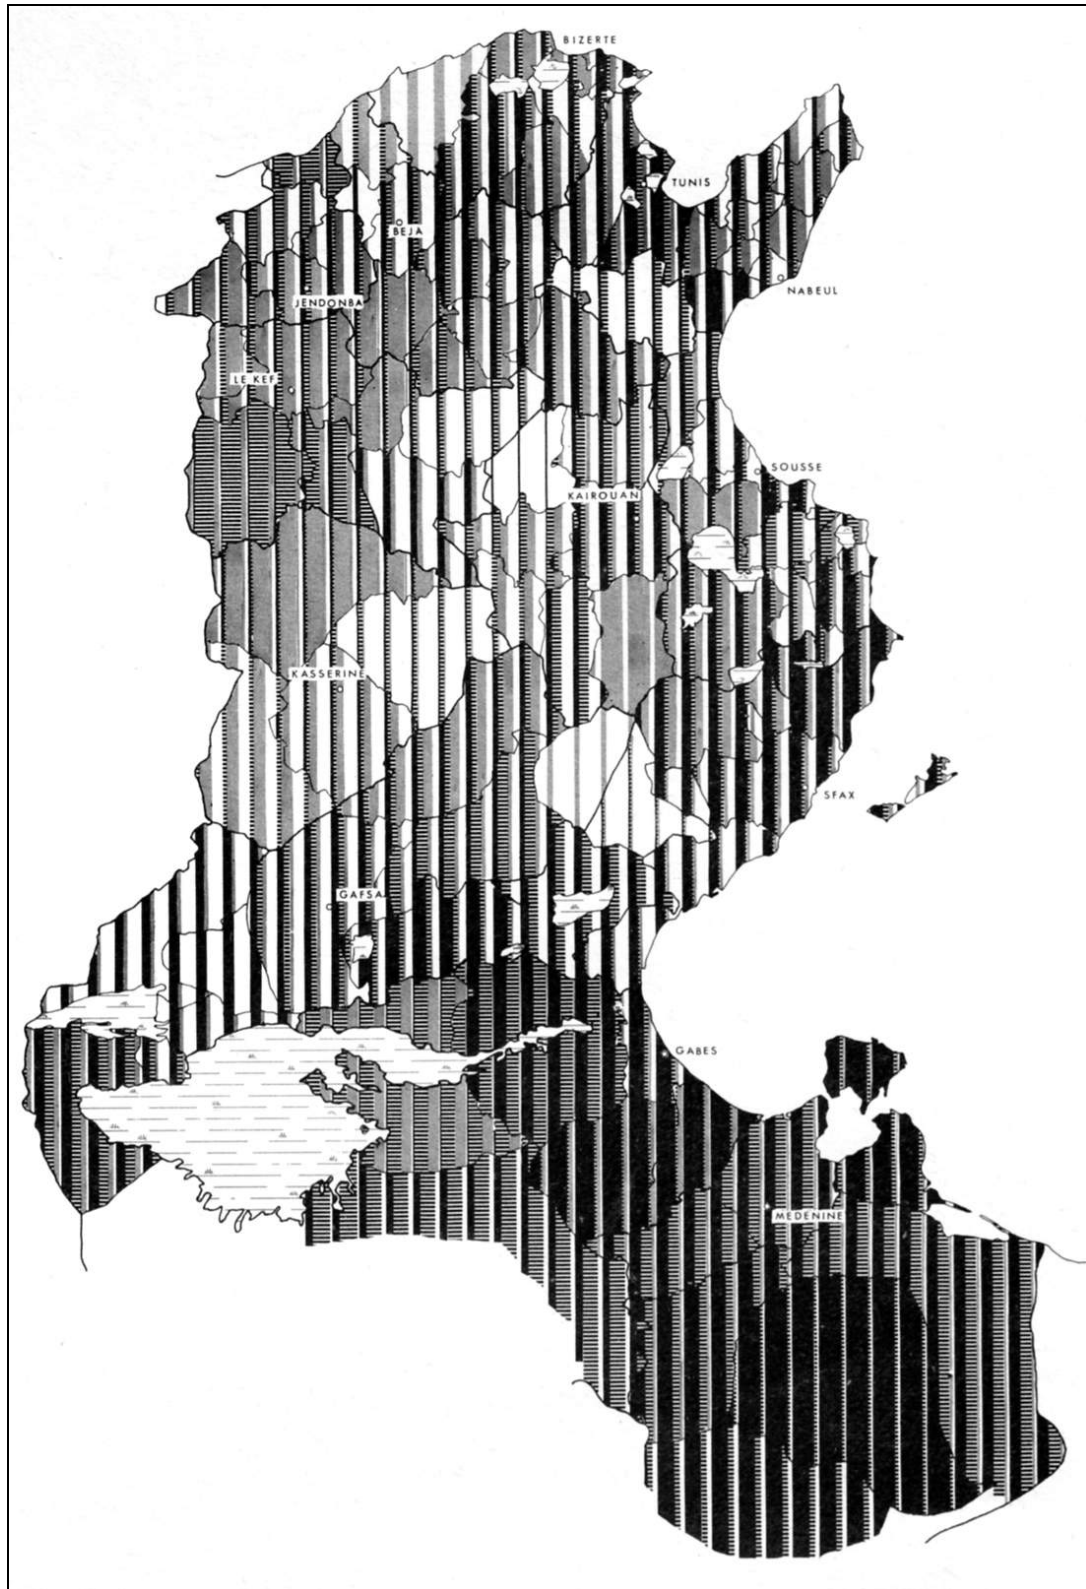 BIZERTE
TUNIS
BEJA
NABEUL
JENDONBA
LE KEF
SOUSSE
KAIROUAN
KASSERINE
SFAX
GAFSA
GABES
MEDENINE